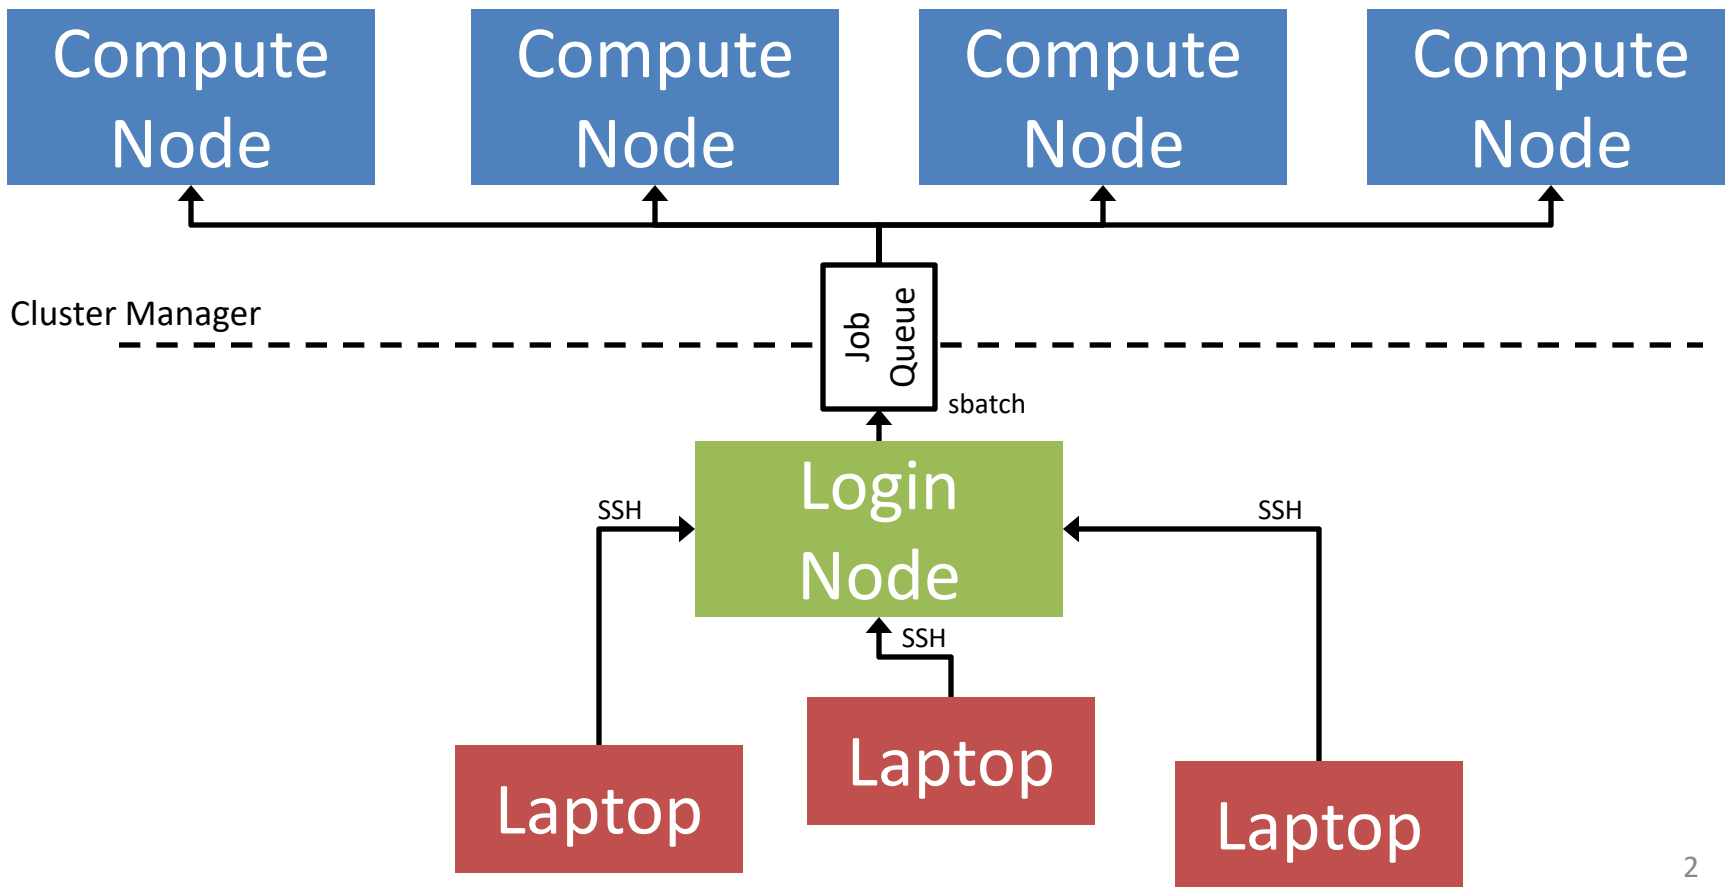 Compute
Node
Compute
Node
Compute
Node
Compute
Node
Cluster Manager
Job
Queue
sbatch
Login
Node
SSH
SSH
SSH
Laptop
Laptop
Laptop
2